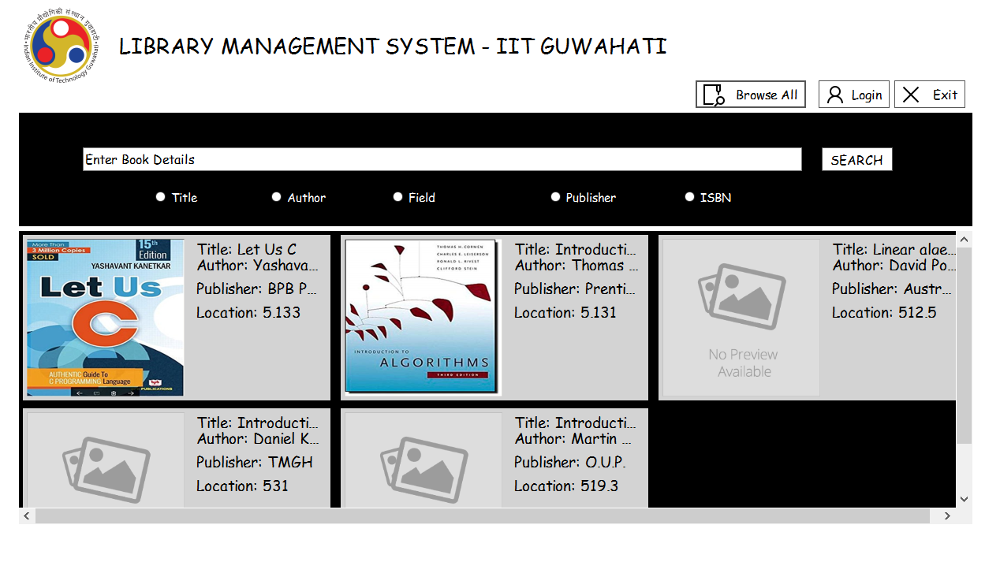 भारतीय प्रौद्योगिकी संस्थान गुवाहाटी
Indian Institute of Technology Guwahati
LIBRARY MANAGEMENT SYSTEM - IIT GUWAHATI
Browse All
Login
Exit
Enter Book Details
SEARCH
Title
Author
Field
Publisher
ISBN
More Than
3 Million Copies
SOLD
15th
Edition
YASHAVANT KANETKAR
Let Us
C
AUTHENTIC Guide To
C PROGRAMMING Language
bpb
PUBLICATIONS
Title: Let Us C
Author: Yashava...
Publisher: BPB P...
Location: 5.133
THOMAS H. CORMEN
CHARLES E. LEISERSON
RONALD L. RIVEST
CLIFFORD STEIN
INTRODUCTION TO
ALGORITHMS
THIRD EDITION
Title: Introducti...
Author: Thomas ...
Publisher: Prenti...
Location: 5.131
No Preview
Available
Title: Linear alae...
Author: David Po...
Publisher: Austr...
Location: 512.5
Title: Introducti...
Author: Daniel K...
Publisher: TMGH
Location: 531
Title: Introducti...
Author: Martin ...
Publisher: O.U.P.
Location: 519.3